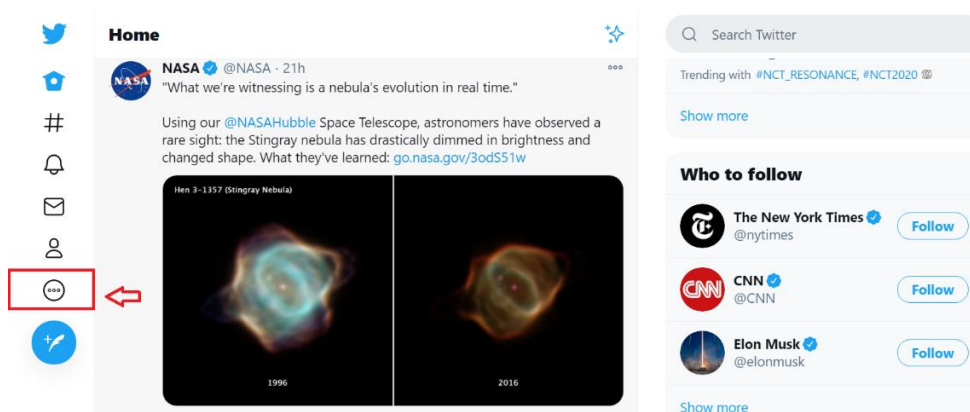 Home
NASA @NASA · 21h
"What we're witnessing is a nebula's evolution in real time."
Using our @NASAHubble Space Telescope, astronomers have observed a
rare sight: the Stingray nebula has drastically dimmed in brightness and
changed shape. What they've learned: go.nasa.gov/3odS51w
Hen 3-1357 (Stingray Nebula)
1996
2016
Search Twitter
Trending with #NCT_RESONANCE, #NCT2020
Show more
Who to follow
The New York Times
@nytimes
Follow
CNN
CNN
@CNN
Follow
Elon Musk
@elonmusk
Follow
Show more
NASA